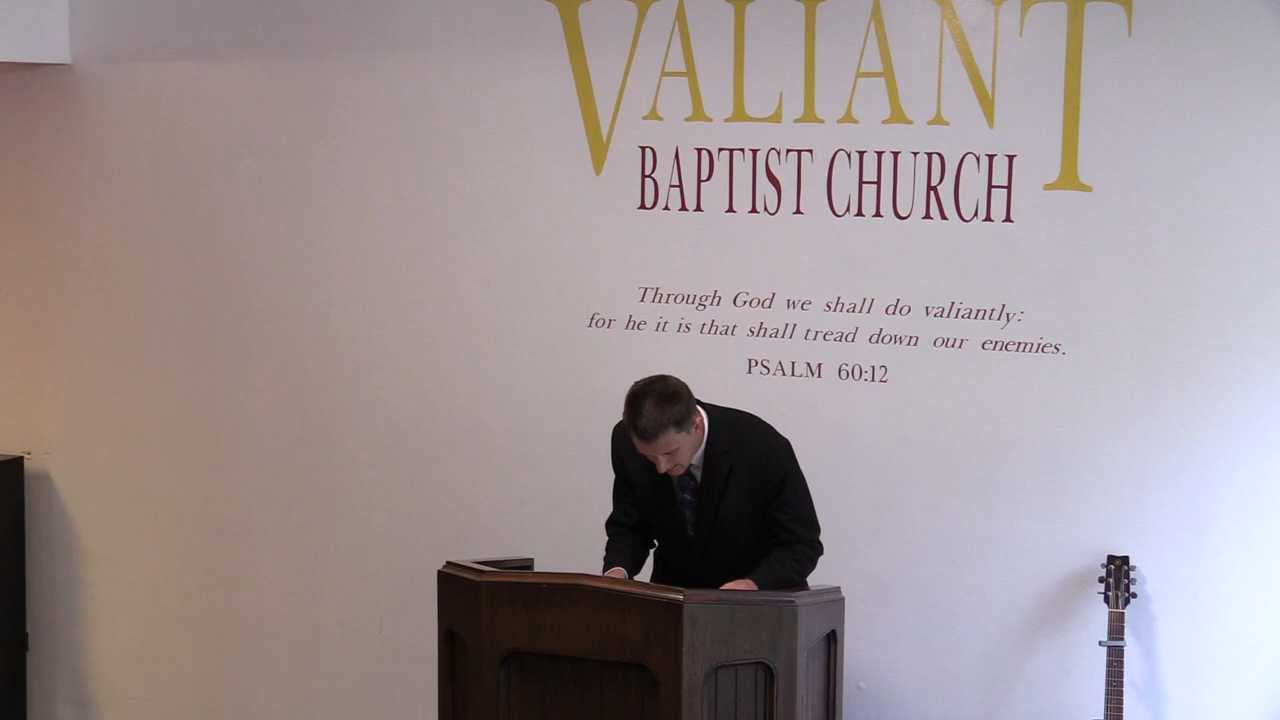 VALIANT
BAPTIST CHURCH
Through God we shall do valiantly:
for he it is that shall tread down our enemies.
PSALM 60:12